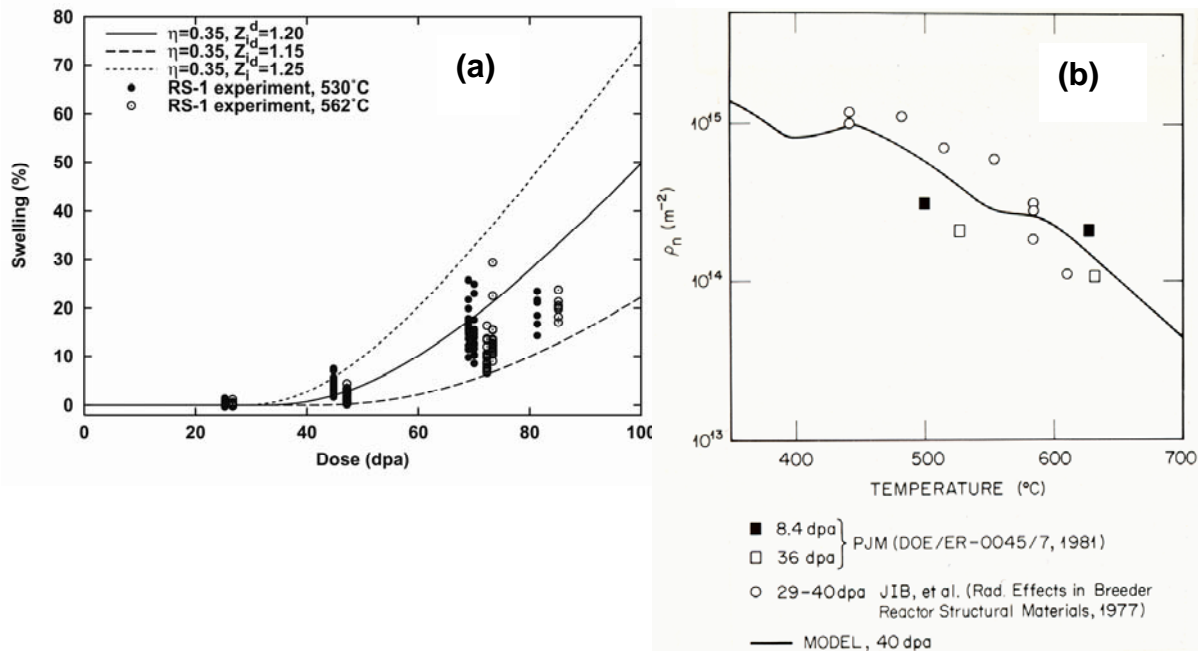 80
70
60
50
40
30
20
10
0
η=0.35, Z_i^d=1.20
η=0.35, Z_i^d=1.15
η=0.35, Z_i^d=1.25
RS-1 experiment, 530°C
RS-1 experiment, 562°C
(a)
Swelling (%)
0 20 40 60 80 100
Dose (dpa)
(b)
10^15
10^14
10^13
ρ_n (m^-2)
400 500 600 700
TEMPERATURE (°C)
8.4 dpa
36 dpa
PJM (DOE/ER-0045/7, 1981)
29-40 dpa JIB, et al. (Rad. Effects in Breeder
Reactor Structural Materials, 1977)
MODEL, 40 dpa